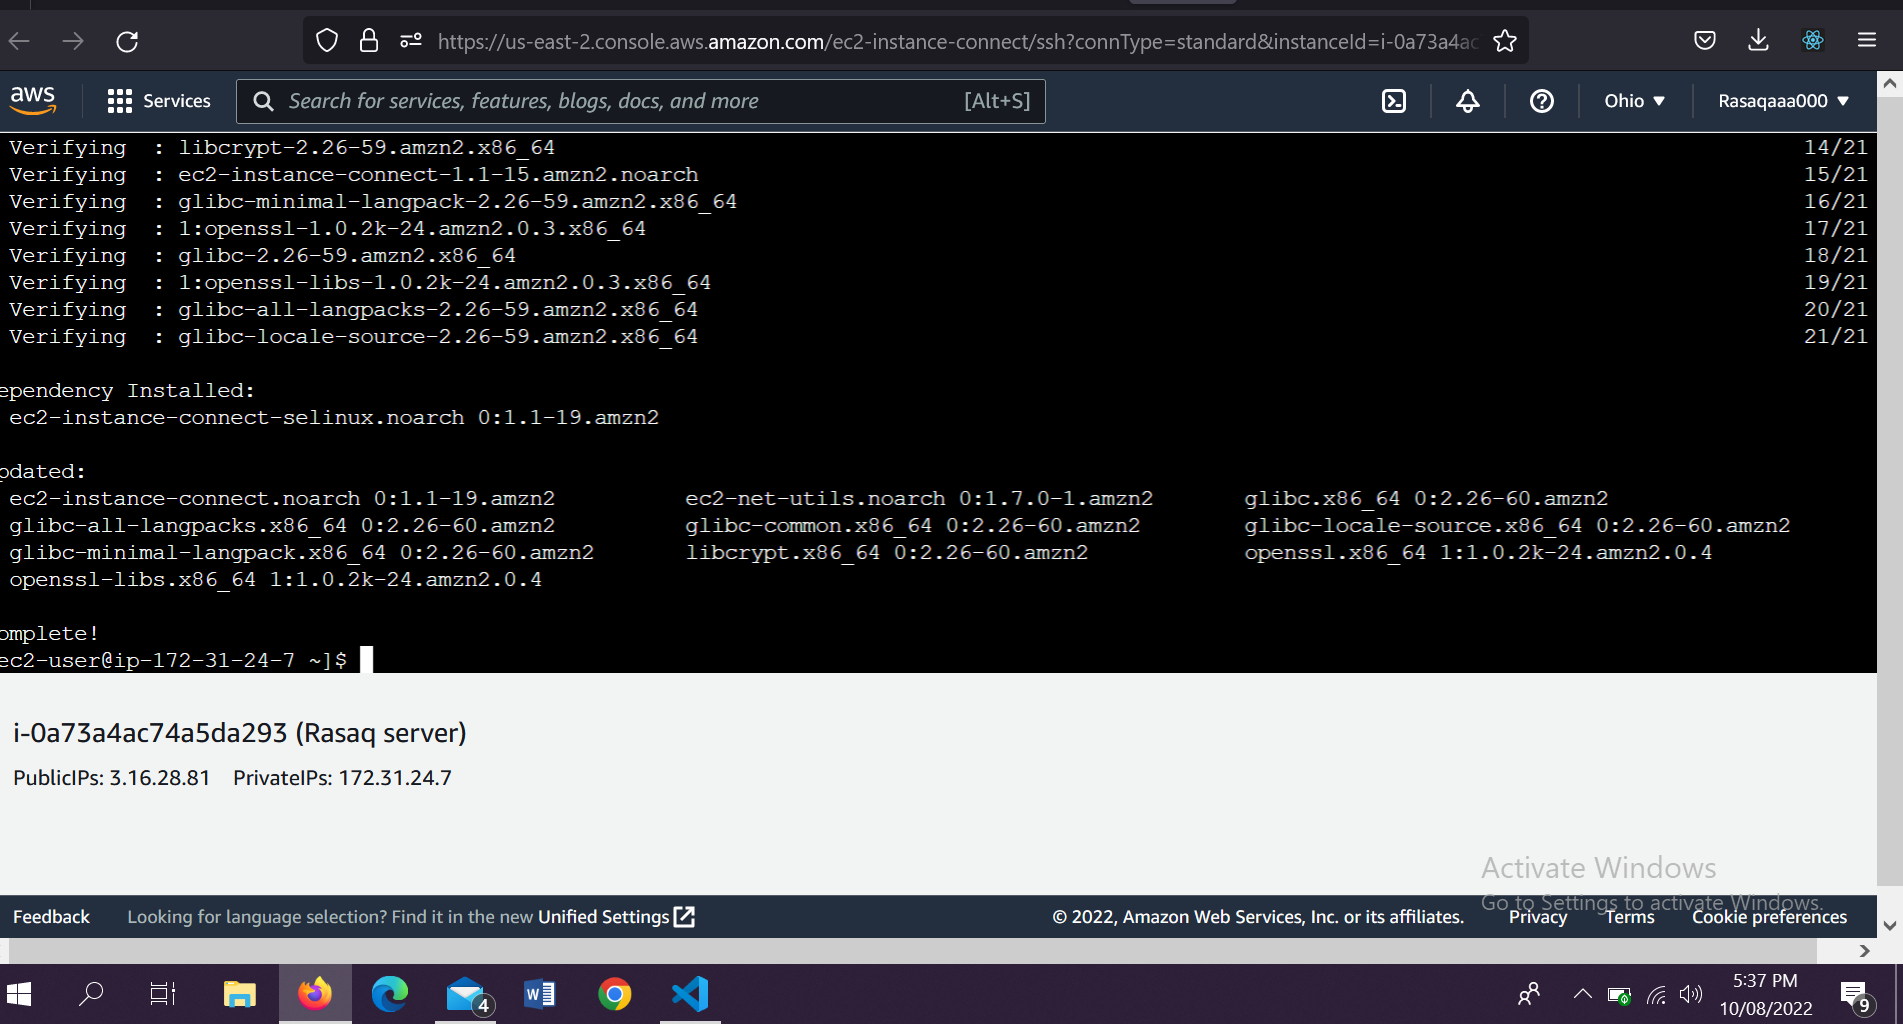 https://us-east-2.console.aws.amazon.com/ec2-instance-connect/ssh?connType=standard&instanceId=i-0a73a4ac
aws Services Search for services, features, blogs, docs, and more [Alt+S] Ohio Rasaqaaa000
Verifying : libcrypt-2.26-59.amzn2.x86_64 14/21
Verifying : ec2-instance-connect-1.1-15.amzn2.noarch 15/21
Verifying : glibc-minimal-langpack-2.26-59.amzn2.x86_64 16/21
Verifying : 1:openssl-1.0.2k-24.amzn2.0.3.x86_64 17/21
Verifying : glibc-2.26-59.amzn2.x86_64 18/21
Verifying : 1:openssl-libs-1.0.2k-24.amzn2.0.3.x86_64 19/21
Verifying : glibc-all-langpacks-2.26-59.amzn2.x86_64 20/21
Verifying : glibc-locale-source-2.26-59.amzn2.x86_64 21/21
ependency Installed:
ec2-instance-connect-selinux.noarch 0:1.1-19.amzn2
pdated:
ec2-instance-connect.noarch 0:1.1-19.amzn2 ec2-net-utils.noarch 0:1.7.0-1.amzn2 glibc.x86_64 0:2.26-60.amzn2
glibc-all-langpacks.x86_64 0:2.26-60.amzn2 glibc-common.x86_64 0:2.26-60.amzn2 glibc-locale-source.x86_64 0:2.26-60.amzn2
glibc-minimal-langpack.x86_64 0:2.26-60.amzn2 libcrypt.x86_64 0:2.26-60.amzn2 openssl.x86_64 1:1.0.2k-24.amzn2.0.4
openssl-libs.x86_64 1:1.0.2k-24.amzn2.0.4
omplete!
ec2-user@ip-172-31-24-7 ~]$
i-0a73a4ac74a5da293 (Rasaq server)
PublicIPs: 3.16.28.81 PrivateIPs: 172.31.24.7
Activate Windows
Go to Settings to activate Windows.
Feedback Looking for language selection? Find it in the new Unified Settings © 2022, Amazon Web Services, Inc. or its affiliates. Privacy Terms Cookie preferences
4
5:37 PM
10/08/2022
9